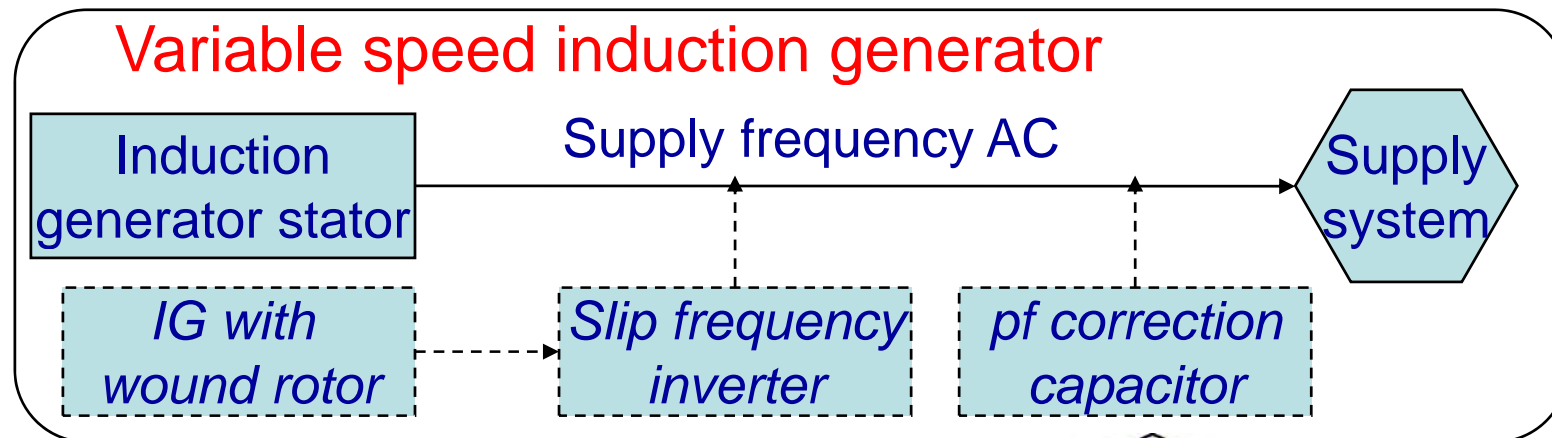 Variable speed induction generator
Induction
generator stator
Supply frequency AC
Supply
system
IG with
wound rotor
Slip frequency
inverter
pf correction
capacitor